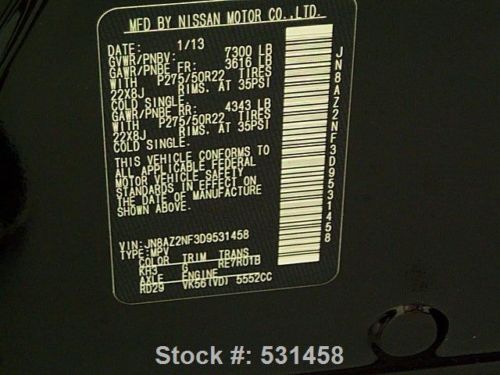 MFD BY NISSAN MOTOR CO.,LTD.
DATE: 1/13
GVWR/PNBV: 7300 LB
GAWR/PNBE FR: 3616 LB
WITH P275/50R22 TIRES
22X8J RIMS. AT 35PSI
COLD SINGLE.
GAWR/PNBE RR: 4343 LB
WITH P275/50R22 TIRES
22X8J RIMS. AT 35PSI
COLD SINGLE.
THIS VEHICLE CONFORMS TO
ALL APPLICABLE FEDERAL
MOTOR VEHICLE SAFETY
STANDARDS IN EFFECT ON
THE DATE OF MANUFACTURE
SHOWN ABOVE.
VIN: JN8AZ2NF3D9531458
TYPE: MPV
COLOR TRIM TRANS
KH3 G RE7R01B
AXLE ENGINE
RD29 VK56(VD) 5552CC
JN8AZ2NF3D9531458
Stock #: 531458